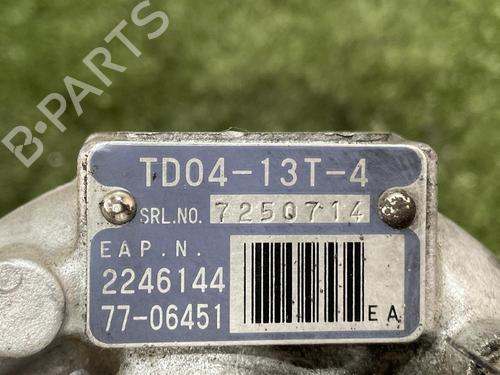 B-PARTS
TD04-13T-4
SRL.NO. 7250714
EAP.N.
2246144
77-06451
EA